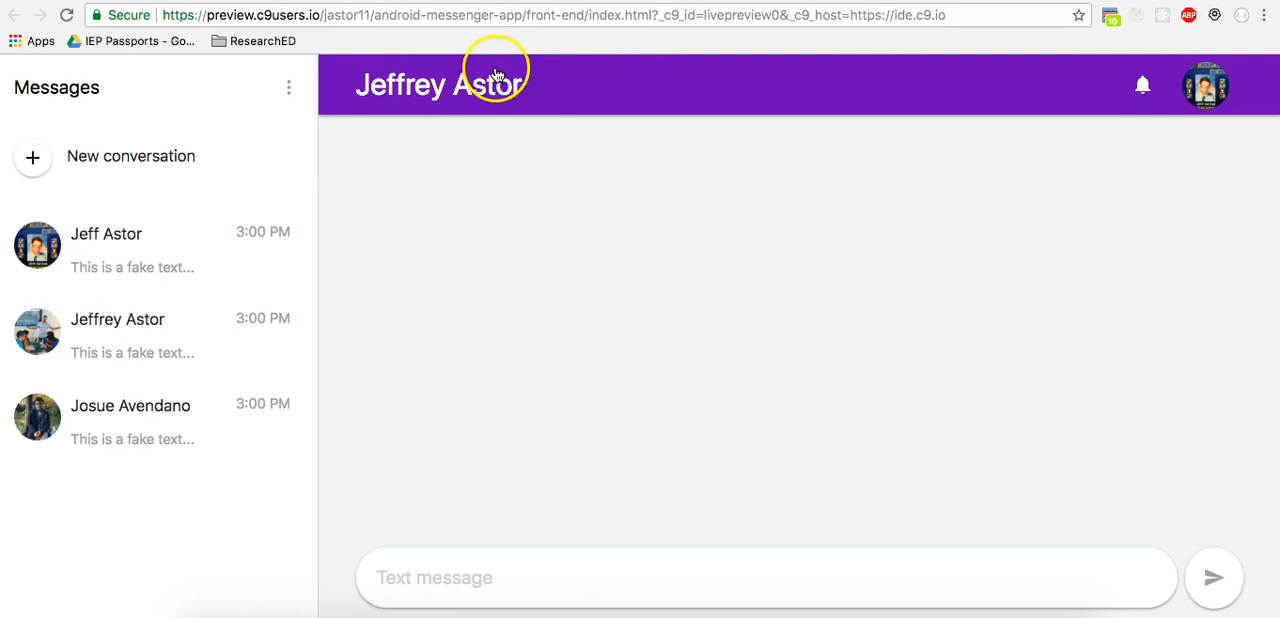 Secure https://preview.c9users.io/jastor11/android-messenger-app/front-end/index.html?_c9_id=livepreview0&_c9_host=https://ide.c9.io
10
ABP
Apps IEP Passports - Go... ResearchED
Messages
Jeffrey Astor
New conversation
Jeff Astor 3:00 PM
This is a fake text...
Jeffrey Astor 3:00 PM
This is a fake text...
Josue Avendano 3:00 PM
This is a fake text...
Text message